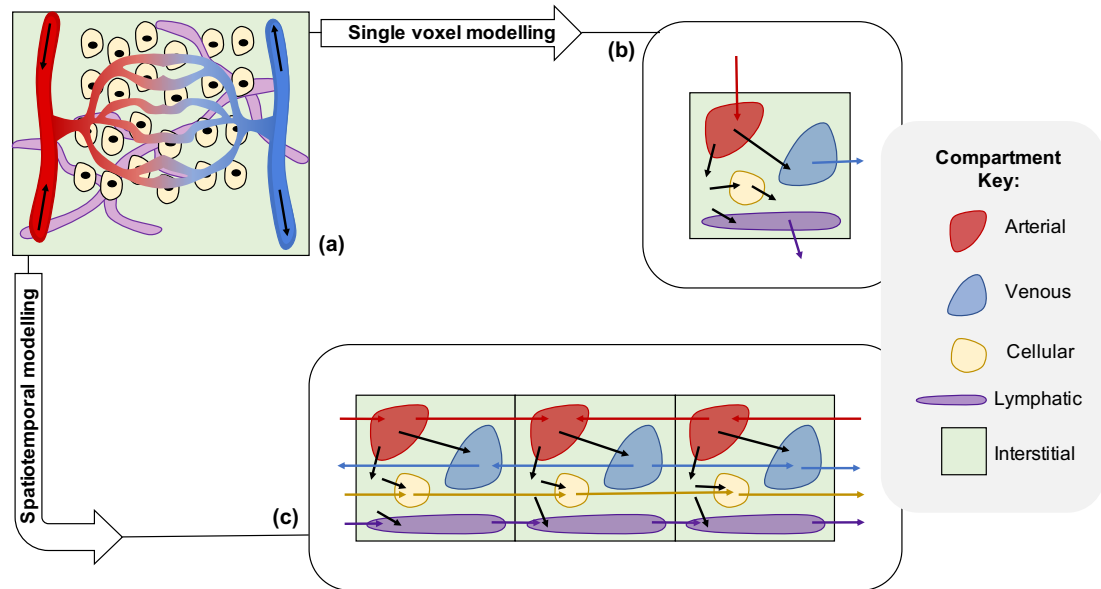 Single voxel modelling
(b)
(a)
Compartment
Key:
Arterial
Venous
Cellular
Lymphatic
Interstitial
Spatiotemporal modelling
(c)